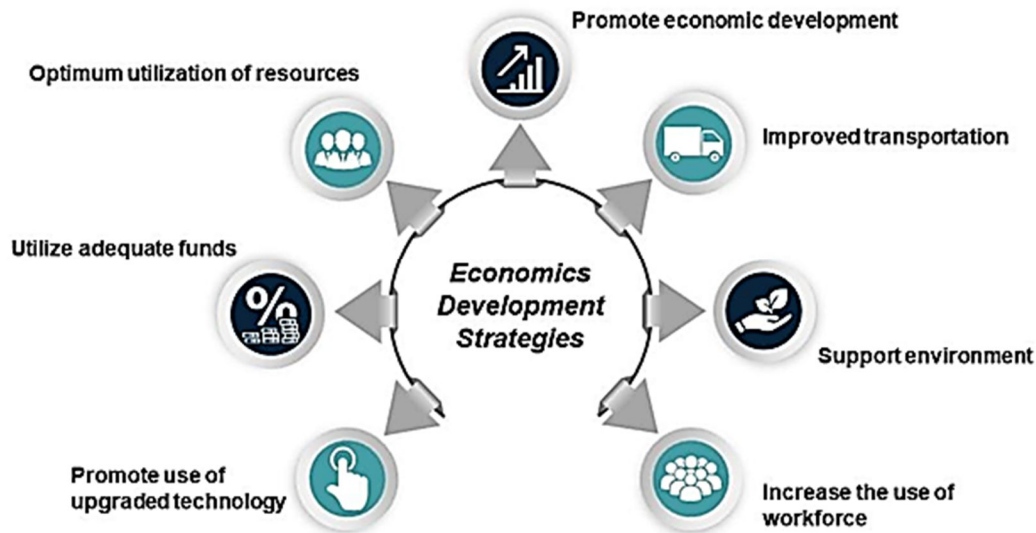 Promote economic development
Optimum utilization of resources
Improved transportation
Utilize adequate funds
Economics
Development
Strategies
%
Support environment
Promote use of
upgraded technology
Increase the use of
workforce